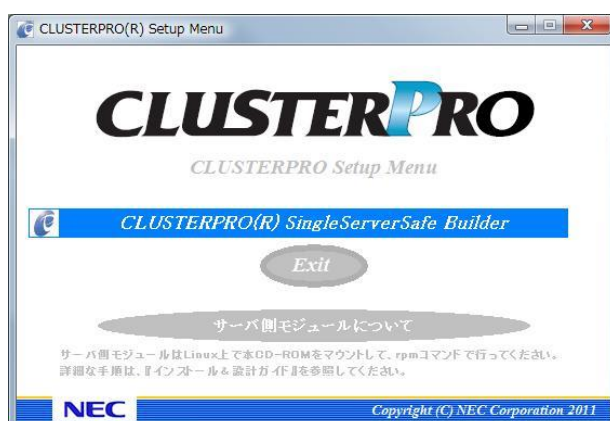 CLUSTERPRO(R) Setup Menu
CLUSTERPRO
CLUSTERPRO Setup Menu
CLUSTERPRO(R) SingleServerSafe Builder
Exit
サーバ側モジュールについて
サーバ側モジュールはLinux上で本CD-ROMをマウントして、rpmコマンドで行ってください。
詳細な手順は、『インストール&設計ガイド』を参照してください。
NEC
Copyright (C) NEC Corporation 2011